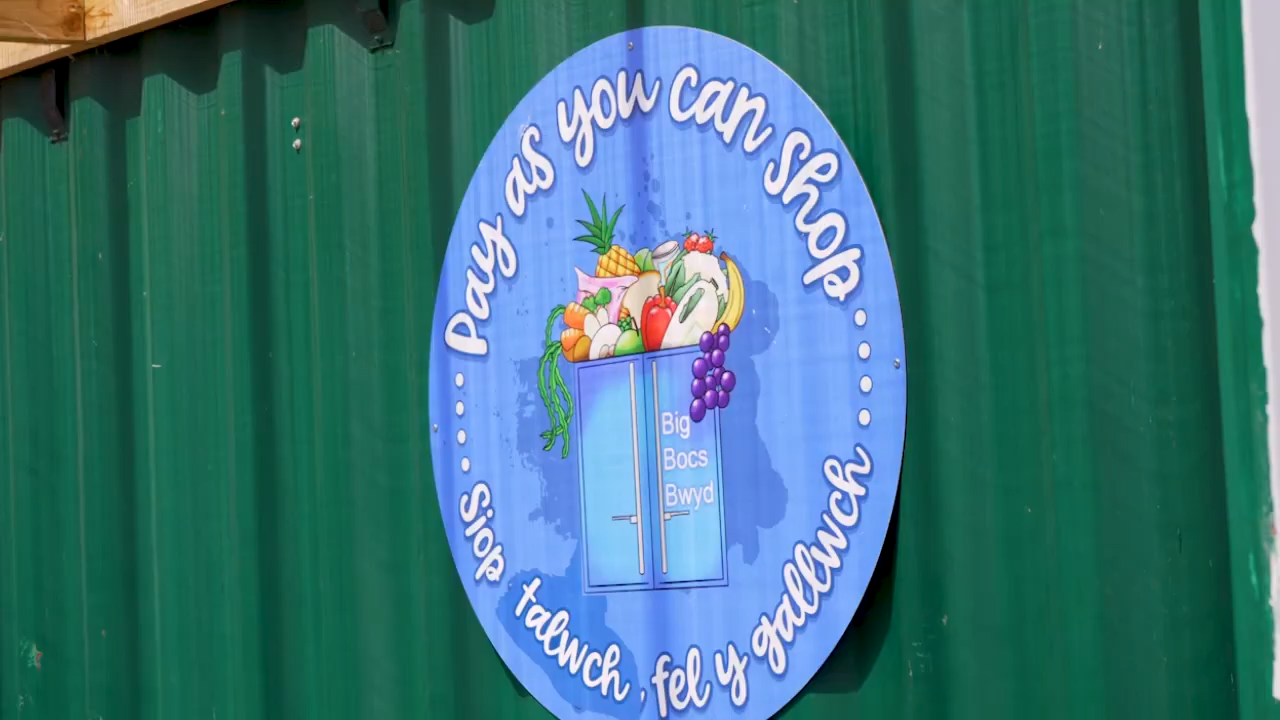 Pay as you can Shop
Big
Bocs
Bwyd
Siop talwch, fel y gallwch